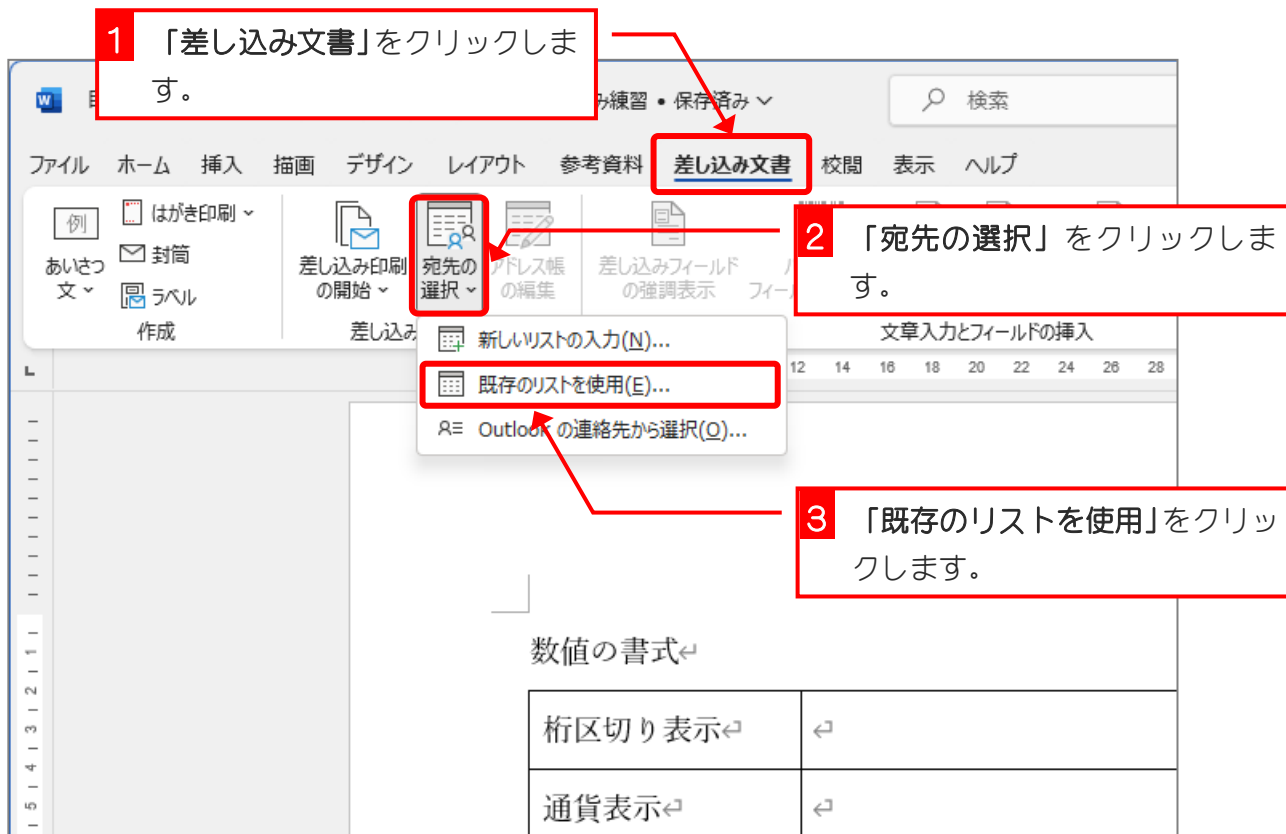 1 「差し込み文書」をクリックしま
す。
み練習 • 保存済み
検索
ファイル ホーム 挿入 描画 デザイン レイアウト 参考資料 差し込み文書 校閲 表示 ヘルプ
例
あいさつ
文
はがき印刷
封筒
ラベル
作成
差し込み印刷
の開始
宛先の
選択
アドレス帳
の編集
差し込みフィールド
の強調表示
2 「宛先の選択」をクリックしま
す。
差し込み
文章入力とフィールドの挿入
新しいリストの入力(N)...
既存のリストを使用(E)...
Outlook の連絡先から選択(O)...
12 14 16 18 20 22 24 26 28
3 「既存のリストを使用」をクリッ
クします。
数値の書式↵
桁区切り表示↵ ↵
通貨表示↵ ↵
1
2
3
4
5